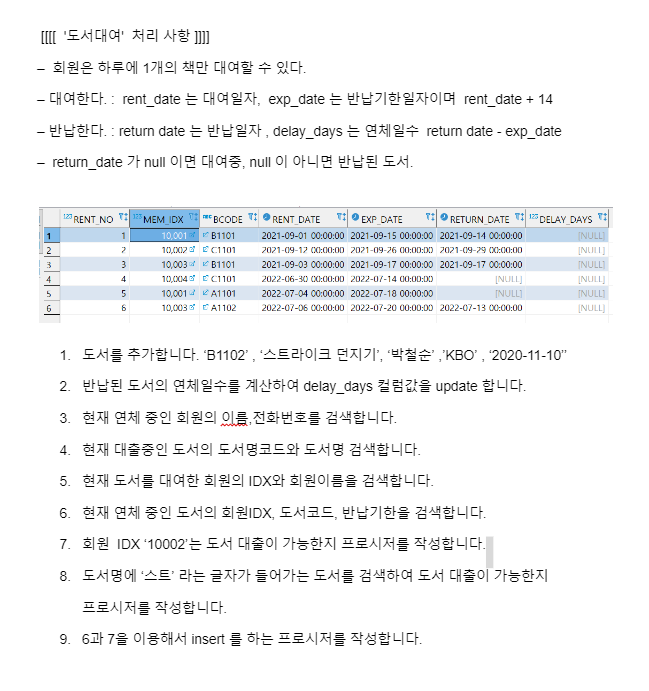 [[[[ '도서대여' 처리 사항 ]]]]
– 회원은 하루에 1개의 책만 대여할 수 있다.
– 대여한다. : rent_date 는 대여일자, exp_date 는 반납기한일자이며 rent_date + 14
– 반납한다. : return date 는 반납일자 , delay_days 는 연체일수 return date - exp_date
– return_date 가 null 이면 대여중, null 이 아니면 반납된 도서.
123 RENT_NO 123 MEM_IDX ABC BCODE RENT_DATE EXP_DATE RETURN_DATE 123 DELAY_DAYS
1 1 10,001 B1101 2021-09-01 00:00:00 2021-09-15 00:00:00 2021-09-14 00:00:00 [NULL]
2 2 10,002 C1101 2021-09-12 00:00:00 2021-09-26 00:00:00 2021-09-29 00:00:00 [NULL]
3 3 10,003 B1101 2021-09-03 00:00:00 2021-09-17 00:00:00 2021-09-17 00:00:00 [NULL]
4 4 10,004 C1101 2022-06-30 00:00:00 2022-07-14 00:00:00 [NULL] [NULL]
5 5 10,001 A1101 2022-07-04 00:00:00 2022-07-18 00:00:00 [NULL] [NULL]
6 6 10,003 A1102 2022-07-06 00:00:00 2022-07-20 00:00:00 2022-07-13 00:00:00 [NULL]
1. 도서를 추가합니다. ‘B1102’ , ‘스트라이크 던지기’, ‘박철순’ ,’KBO’ , ‘2020-11-10’’
2. 반납된 도서의 연체일수를 계산하여 delay_days 컬럼값을 update 합니다.
3. 현재 연체 중인 회원의 이름,전화번호를 검색합니다.
4. 현재 대출중인 도서의 도서명코드와 도서명 검색합니다.
5. 현재 도서를 대여한 회원의 IDX와 회원이름을 검색합니다.
6. 현재 연체 중인 도서의 회원IDX, 도서코드, 반납기한을 검색합니다.
7. 회원 IDX ‘10002’는 도서 대출이 가능한지 프로시저를 작성합니다.
8. 도서명에 ‘스트’ 라는 글자가 들어가는 도서를 검색하여 도서 대출이 가능한지
프로시저를 작성합니다.
9. 6과 7을 이용해서 insert 를 하는 프로시저를 작성합니다.